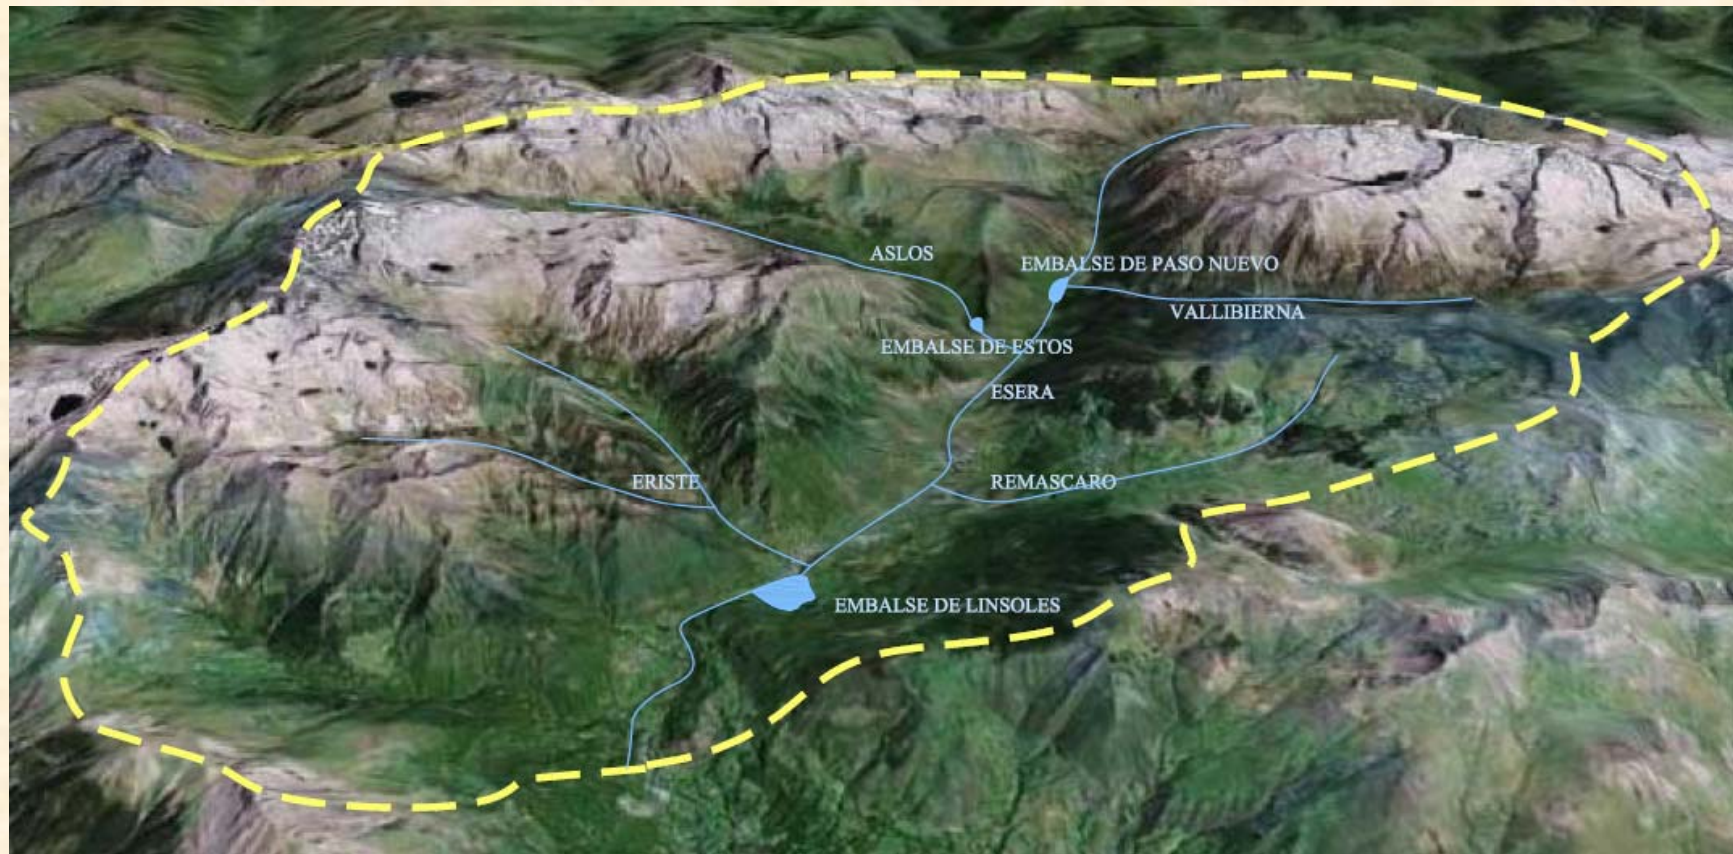 ASLOS
EMBALSE DE PASO NUEVO
VALLIBIERNA
EMBALSE DE ESTOS
ESERA
ERISTE
REMASCARO
EMBALSE DE LINSOLES